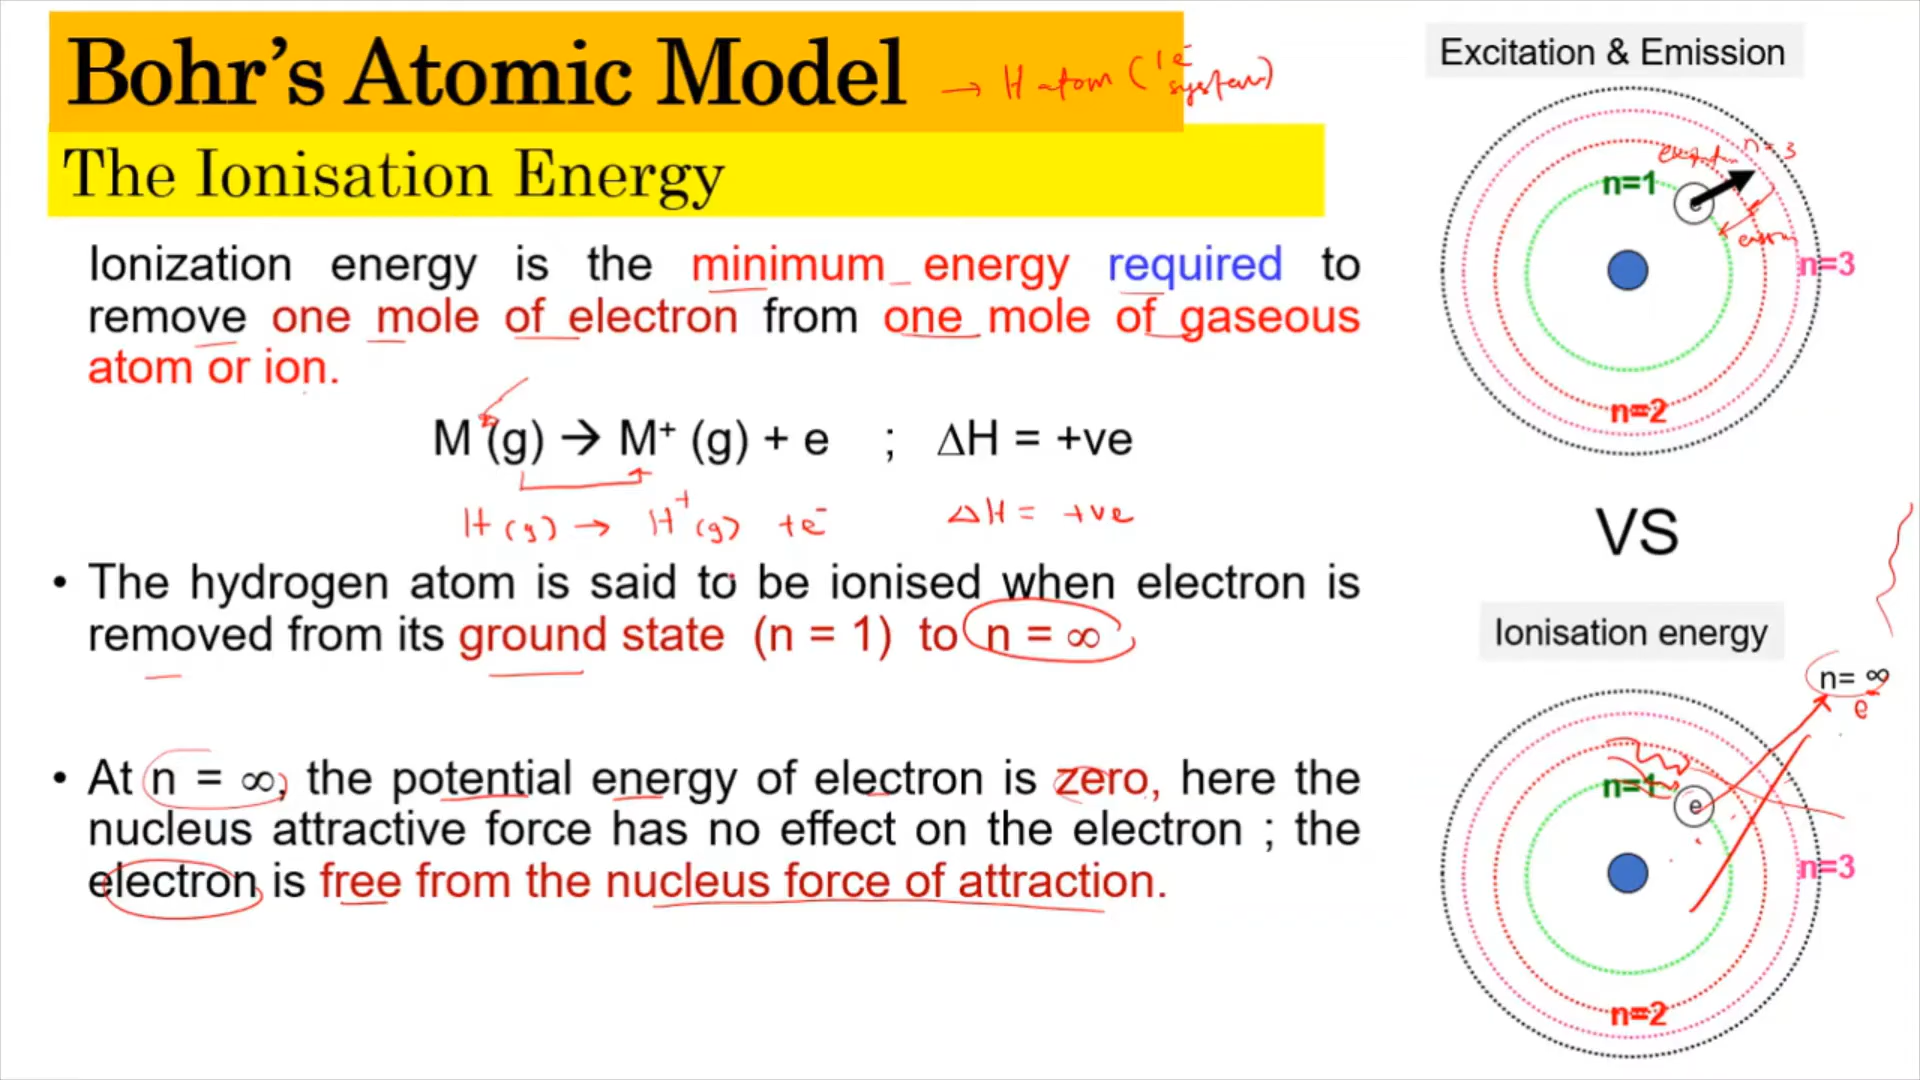 Bohr's Atomic Model
→ H atom (1e⁻
system)
The Ionisation Energy
Ionization energy is the minimum energy required to
remove one mole of electron from one mole of gaseous
atom or ion.
M (g) → M⁺ (g) + e ; ΔH = +ve
H (g) → H⁺ (g) + e⁻ ΔH = +ve
• The hydrogen atom is said to be ionised when electron is
removed from its ground state (n = 1) to n = ∞
• At n = ∞, the potential energy of electron is zero, here the
nucleus attractive force has no effect on the electron ; the
electron is free from the nucleus force of attraction.
Excitation & Emission
n=3
n=1
e
n=3
n=2
VS
Ionisation energy
n= ∞
e⁻
n=1
e
n=3
n=2